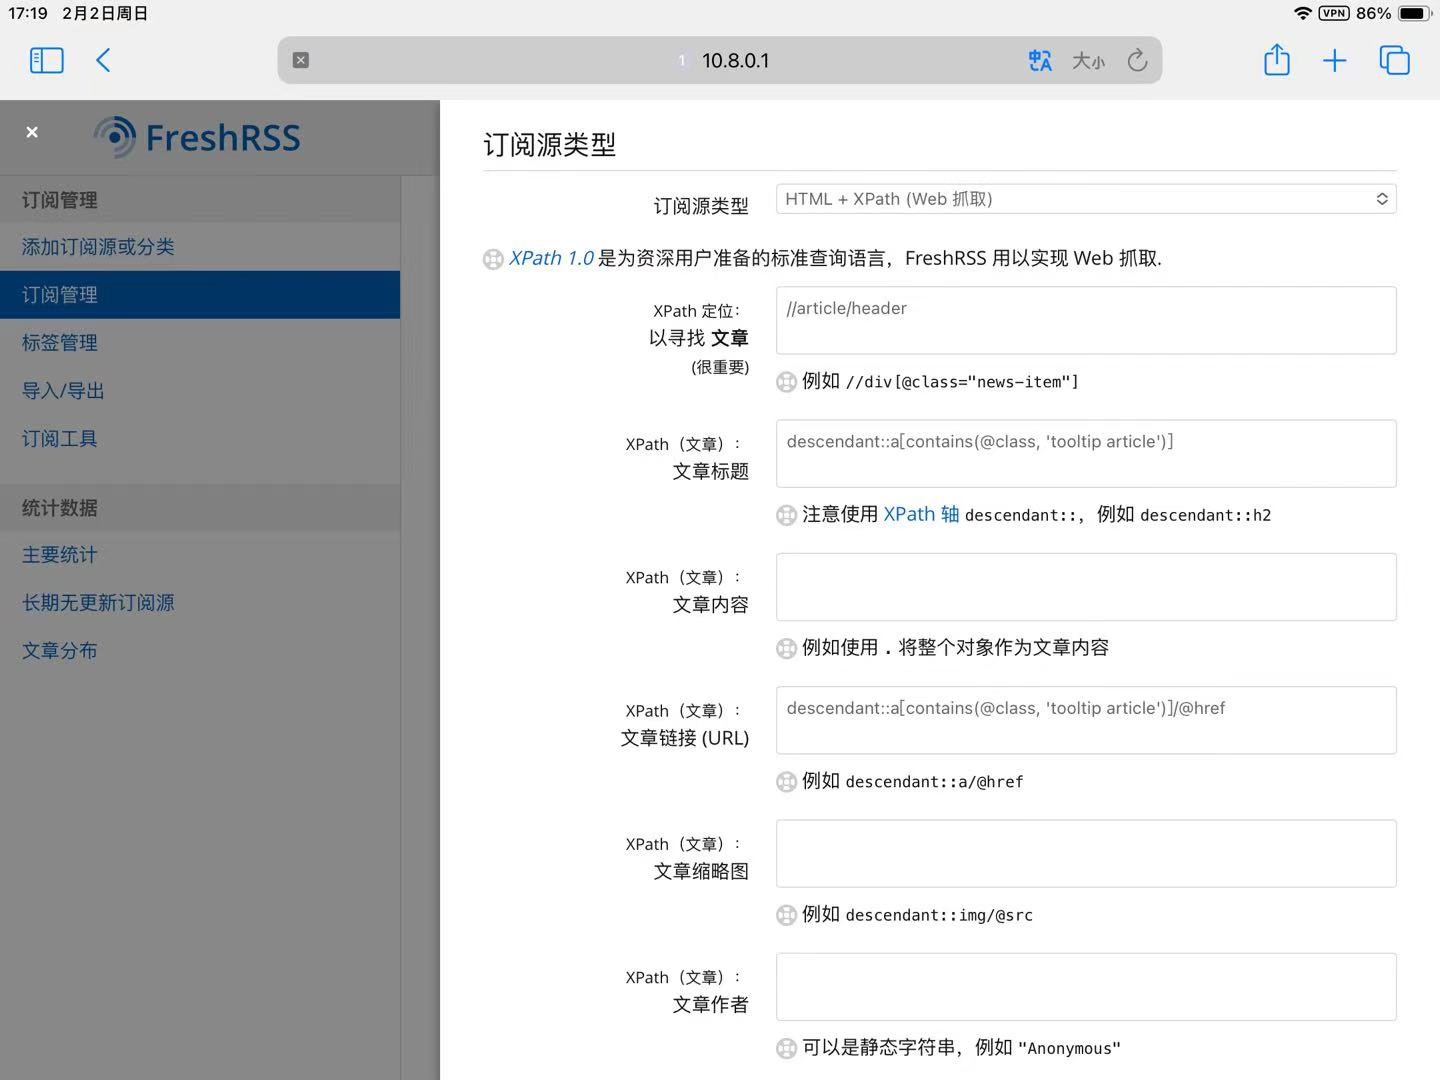 17:19 2月2日周日
VPN 86%
1 10.8.0.1
大小
FreshRSS
订阅管理
添加订阅源或分类
订阅管理
标签管理
导入/导出
订阅工具
统计数据
主要统计
长期无更新订阅源
文章分布
订阅源类型
订阅源类型
HTML + XPath (Web 抓取)
XPath 1.0 是为资深用户准备的标准查询语言，FreshRSS 用以实现 Web 抓取.
XPath 定位：
以寻找 文章
(很重要)
//article/header
例如 //div[@class="news-item"]
XPath（文章）：
文章标题
descendant::a[contains(@class, 'tooltip article')]
注意使用 XPath 轴 descendant::，例如 descendant::h2
XPath（文章）：
文章内容
例如使用 . 将整个对象作为文章内容
XPath（文章）：
文章链接 (URL)
descendant::a[contains(@class, 'tooltip article')]/@href
例如 descendant::a/@href
XPath（文章）：
文章缩略图
例如 descendant::img/@src
XPath（文章）：
文章作者
可以是静态字符串，例如 "Anonymous"